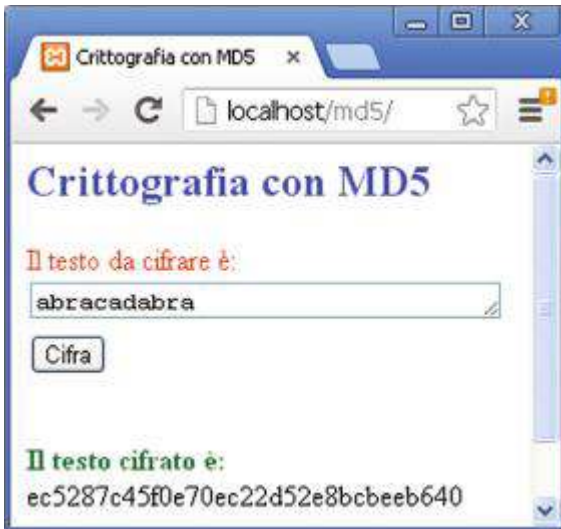 Crittografia con MD5
localhost/md5/
Crittografia con MD5
Il testo da cifrare è:
abracadabra
Cifra
Il testo cifrato è:
ec5287c45f0e70ec22d52e8bcbeeb640